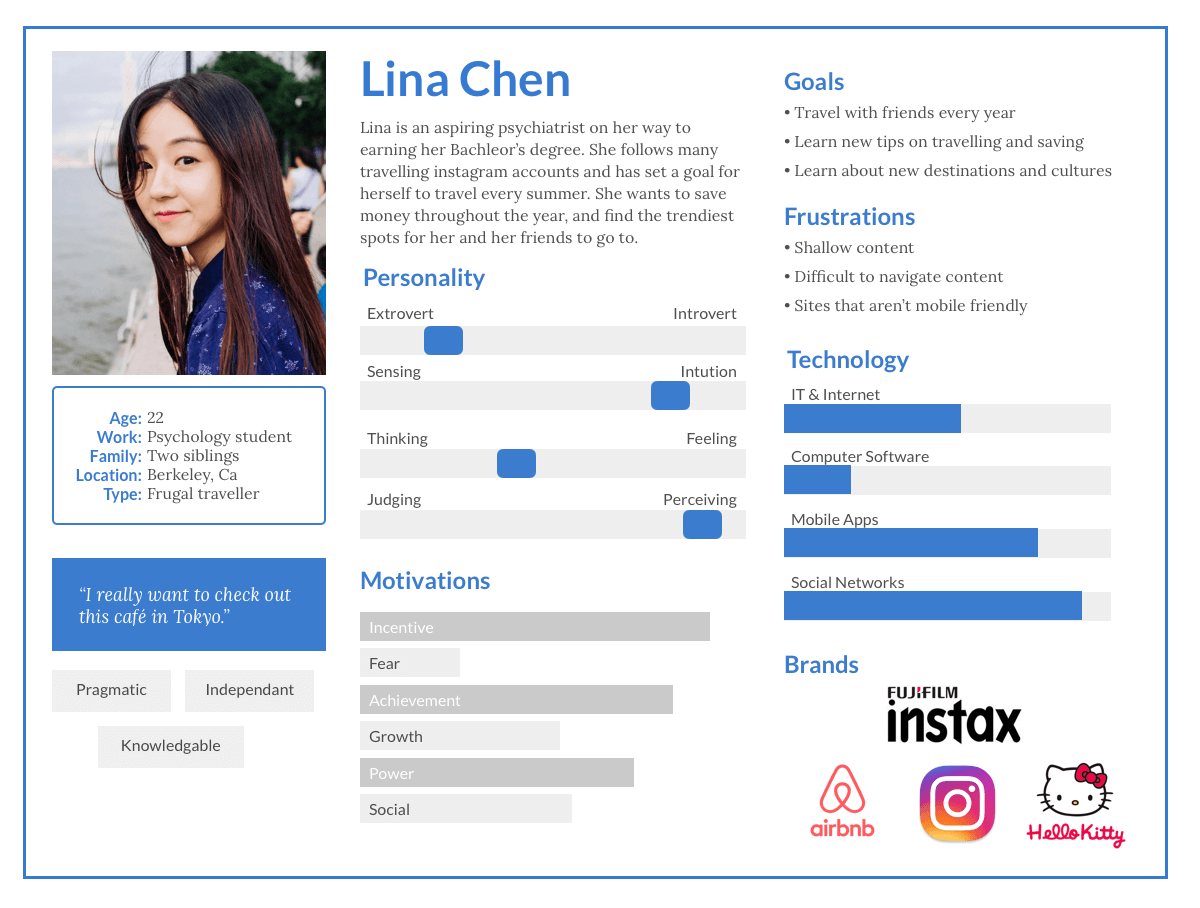 Lina Chen
Lina is an aspiring psychiatrist on her way to
earning her Bachleor’s degree. She follows many
travelling instagram accounts and has set a goal for
herself to travel every summer. She wants to save
money throughout the year, and find the trendiest
spots for her and her friends to go to.
Age: 22
Work: Psychology student
Family: Two siblings
Location: Berkeley, Ca
Type: Frugal traveller
“I really want to check out
this café in Tokyo.”
Pragmatic
Independant
Knowledgable
Personality
Extrovert Introvert
Sensing Intution
Thinking Feeling
Judging Perceiving
Motivations
Incentive
Fear
Achievement
Growth
Power
Social
Goals
• Travel with friends every year
• Learn new tips on travelling and saving
• Learn about new destinations and cultures
Frustrations
• Shallow content
• Difficult to navigate content
• Sites that aren’t mobile friendly
Technology
IT & Internet
Computer Software
Mobile Apps
Social Networks
Brands
FUJIFILM
instax
airbnb
Hello Kitty